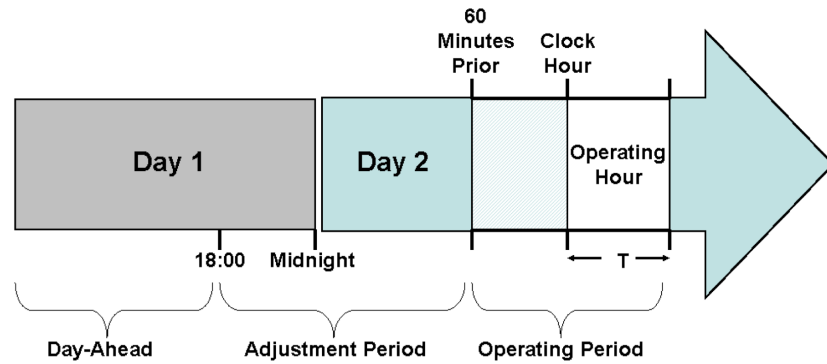 60
Minutes
Prior
Clock
Hour
Day 1
Day 2
Operating
Hour
18:00
Midnight
T
Day-Ahead
Adjustment Period
Operating Period